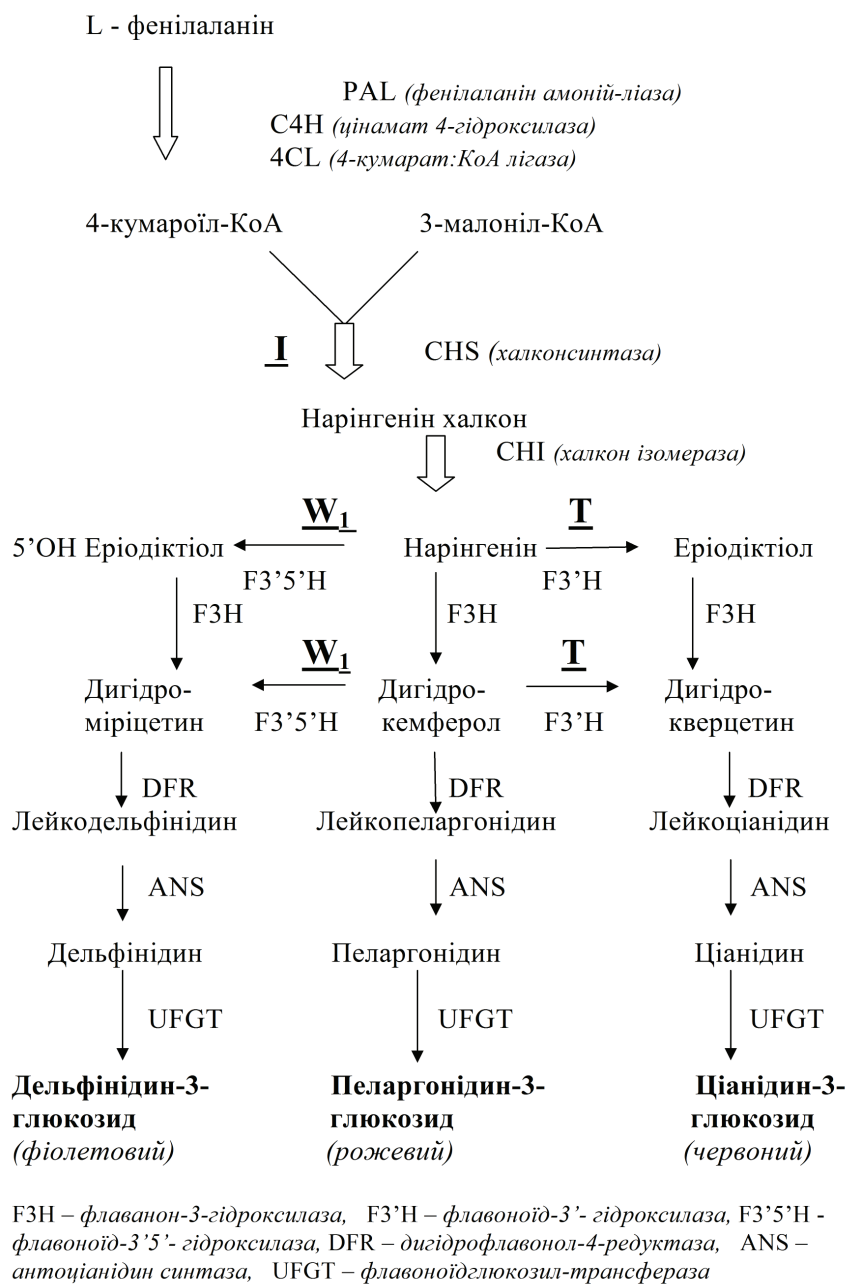 L - фенілаланін
PAL (фенілаланін амоній-ліаза)
C4H (цінамат 4-гідроксилаза)
4CL (4-кумарат:КоА лігаза)
4-кумароїл-КоА 3-малоніл-КоА
I CHS (халконсинтаза)
Нарінгенін халкон
CHI (халкон ізомераза)
W1 T
5’ОН Еріодіктіол Нарінгенін Еріодіктіол
F3’5’H F3’H
F3H F3H F3H
W1 T
Дигідро- Дигідро- Дигідро-
міріцетин F3’5’H кемферол F3’H кверцетин
DFR DFR DFR
Лейкодельфінідин Лейкопеларгонідин Лейкоціанідин
ANS ANS ANS
Дельфінідин Пеларгонідин Ціанідин
UFGT UFGT UFGT
Дельфінідин-3- Пеларгонідин-3- Ціанідин-3-
глюкозид глюкозид глюкозид
(фіолетовий) (рожевий) (червоний)
F3H – флаванон-3-гідроксилаза, F3’H – флавоноїд-3’- гідроксилаза, F3’5’H -
флавоноїд-3’5’- гідроксилаза, DFR – дигідрофлавонол-4-редуктаза, ANS –
антоціанідин синтаза, UFGT – флавоноїдглюкозил-трансфераза